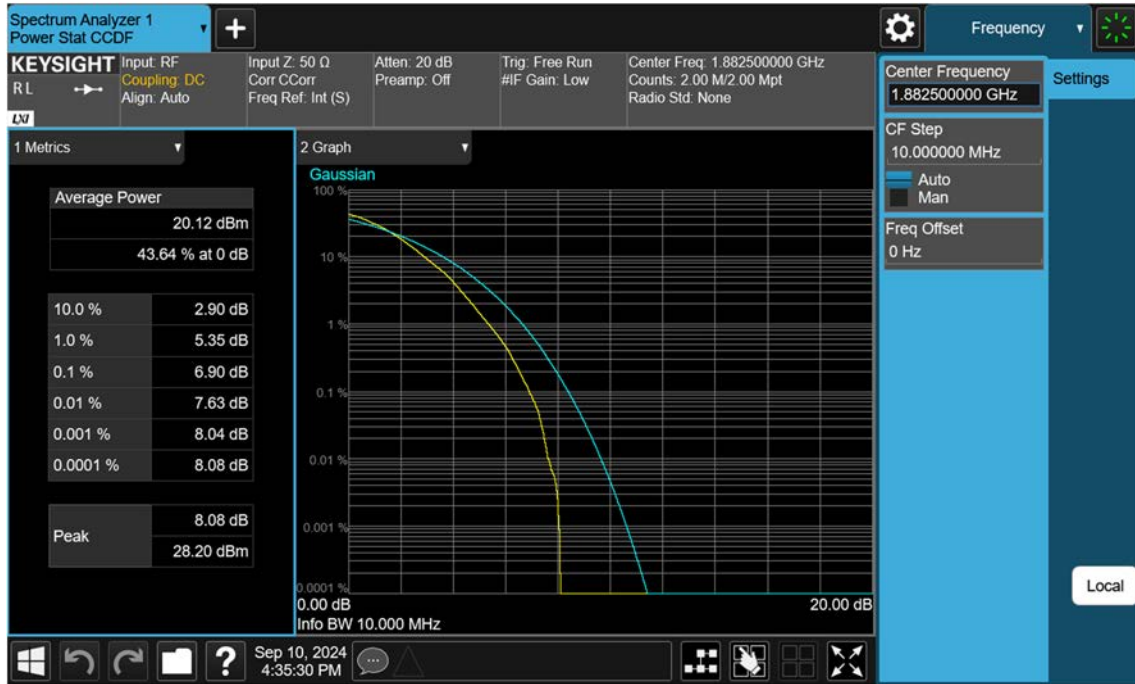 Spectrum Analyzer 1
Power Stat CCDF
Frequency
KEYSIGHT
R L
LXI
Input: RF
Coupling: DC
Align: Auto
Input Z: 50 Ω
Corr CCorr
Freq Ref: Int (S)
Atten: 20 dB
Preamp: Off
Trig: Free Run
#IF Gain: Low
Center Freq: 1.882500000 GHz
Counts: 2.00 M/2.00 Mpt
Radio Std: None
Center Frequency
1.882500000 GHz
Settings
CF Step
10.000000 MHz
Auto
Man
Freq Offset
0 Hz
Local
1 Metrics
Average Power
20.12 dBm
43.64 % at 0 dB
10.0 % 2.90 dB
1.0 % 5.35 dB
0.1 % 6.90 dB
0.01 % 7.63 dB
0.001 % 8.04 dB
0.0001 % 8.08 dB
Peak 8.08 dB
28.20 dBm
2 Graph
Gaussian
100 %
10 %
1 %
0.1 %
0.01 %
0.001 %
0.0001 %
0.00 dB 20.00 dB
Info BW 10.000 MHz
?
Sep 10, 2024
4:35:30 PM